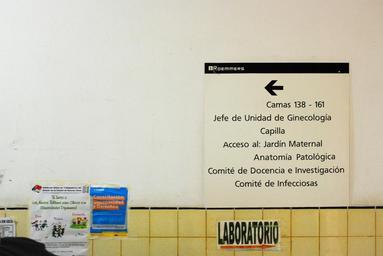 Roemmers
Camas 138 - 161
Jefe de Unidad de Ginecología
Capilla
Acceso al: Jardín Maternal
Anatomía Patológica
Comité de Docencia e Investigación
Comité de Infecciosas
LABORATORIO